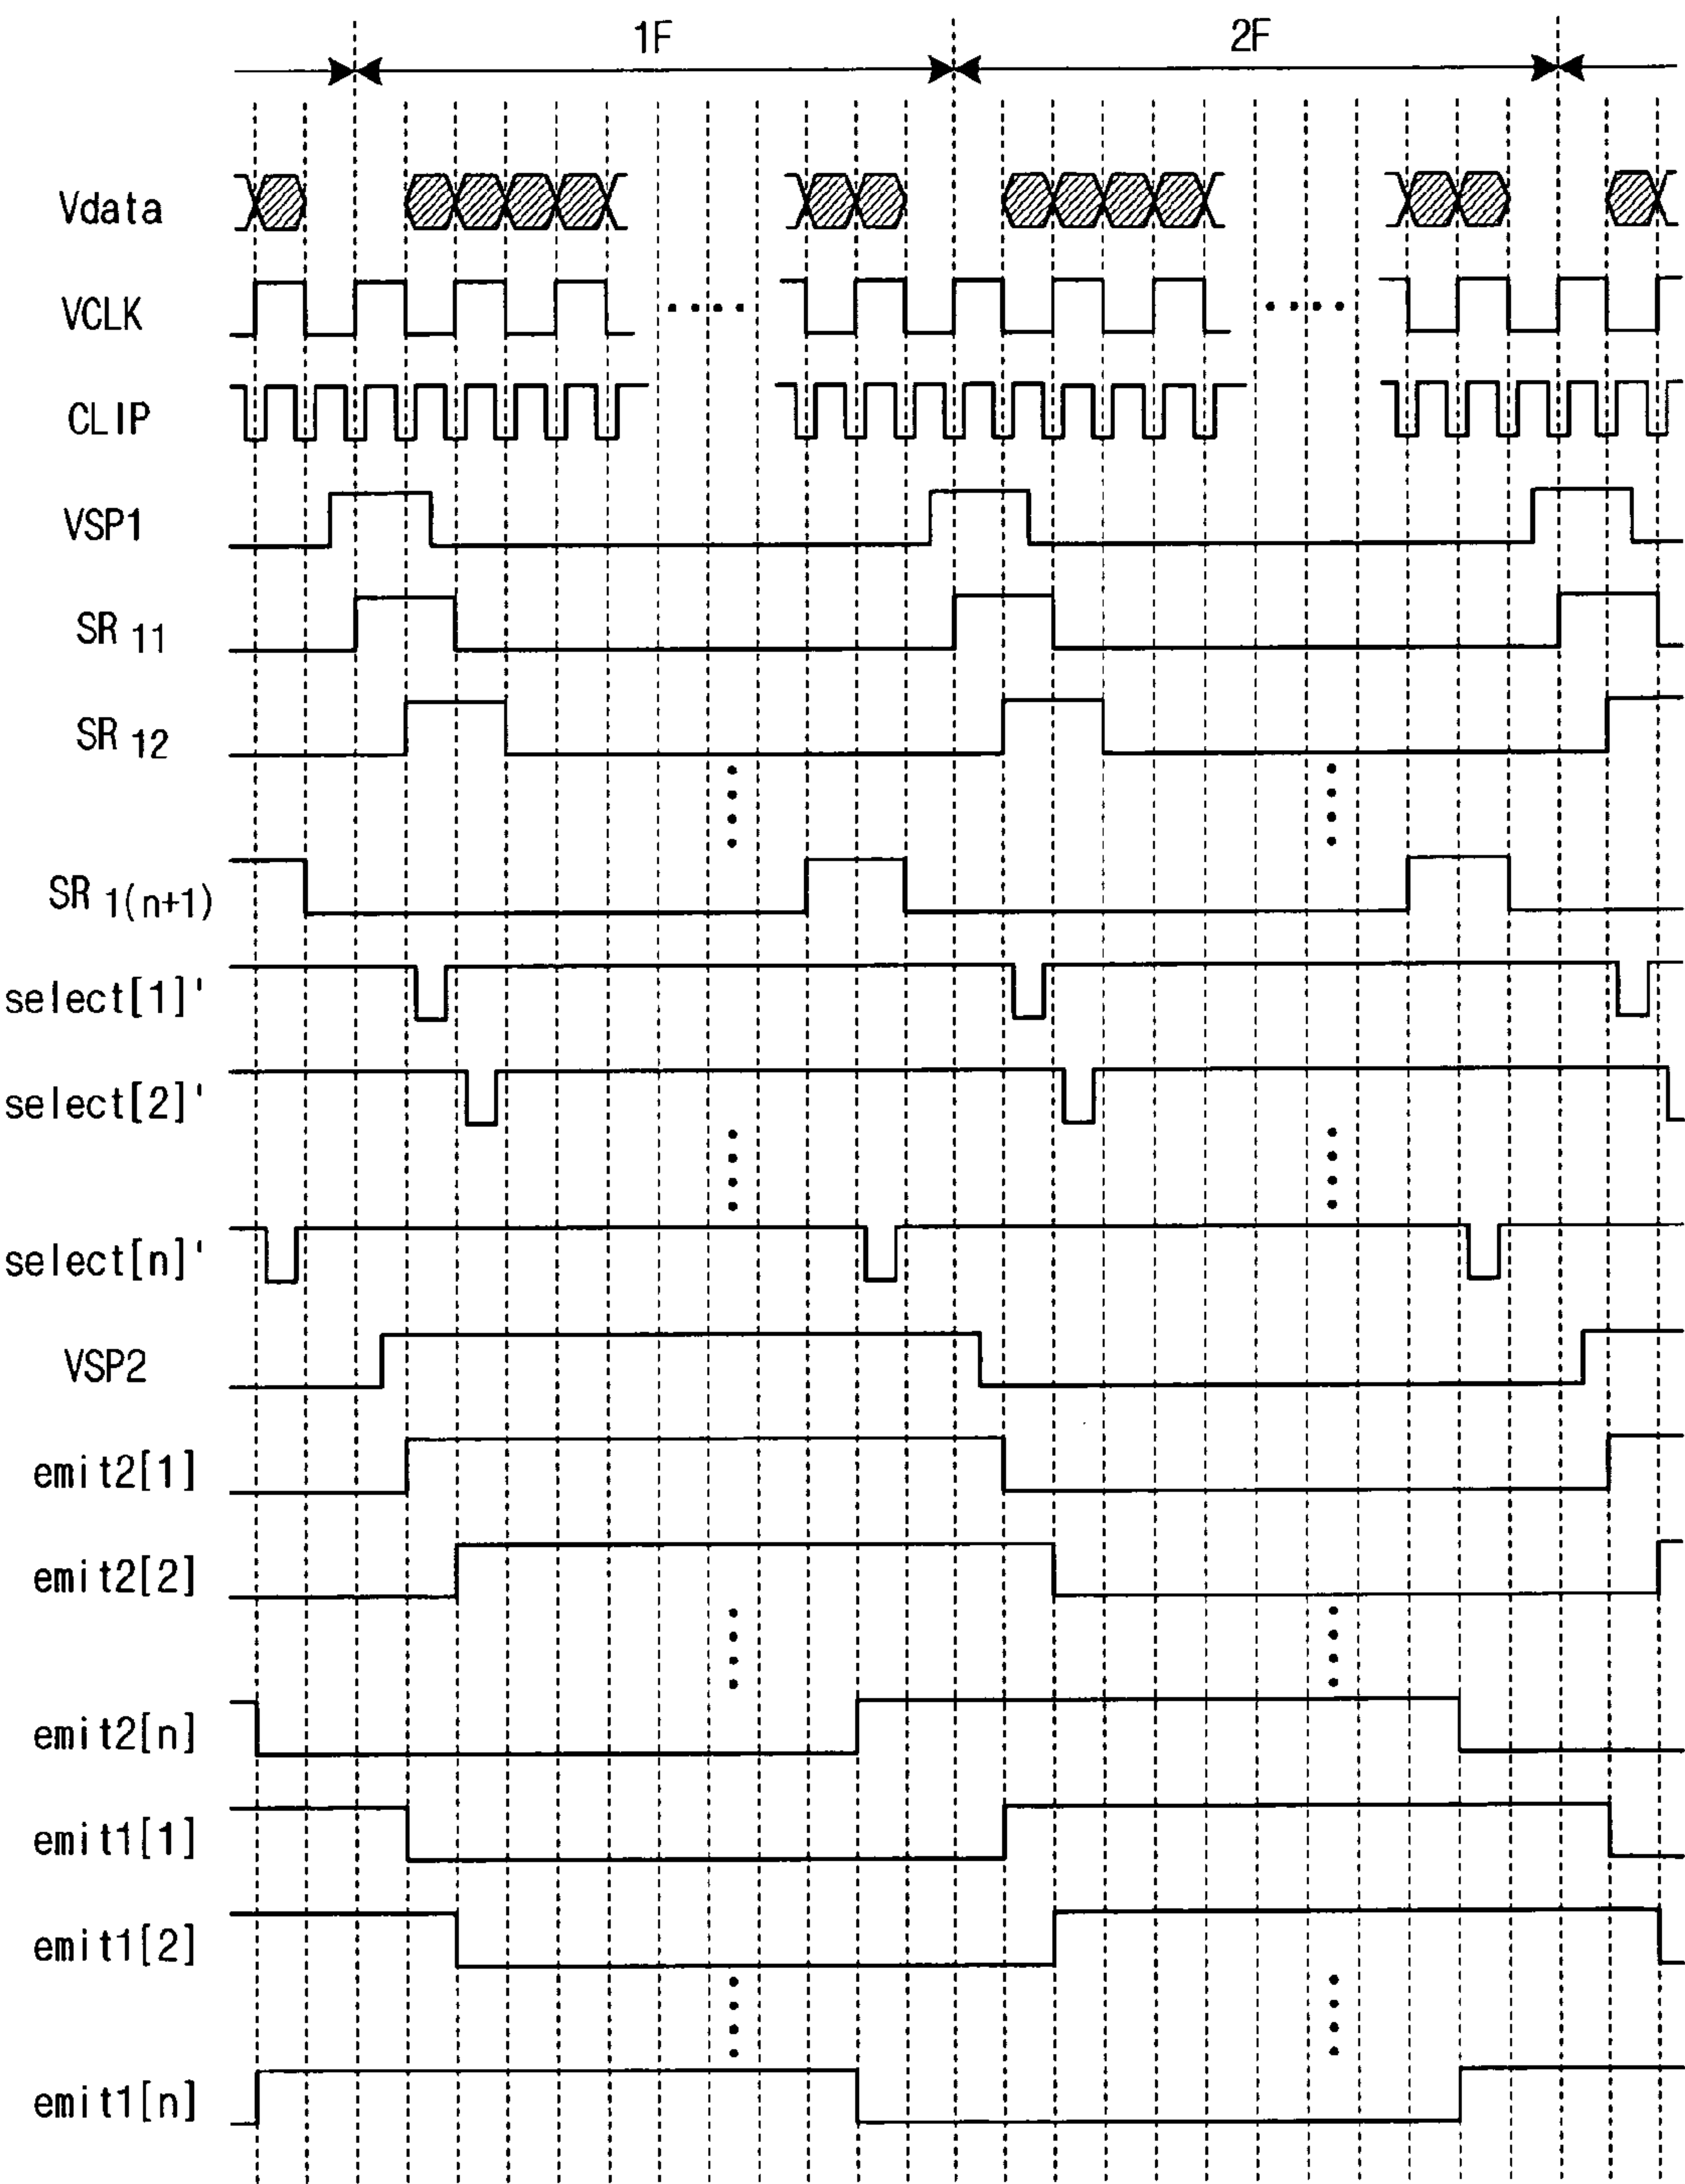 1F 2F
Vdata
VCLK
CLIP
VSP1
SR 11
SR 12
SR 1(n+1)
select[1]'
select[2]'
select[n]'
VSP2
emit2[1]
emit2[2]
emit2[n]
emit1[1]
emit1[2]
emit1[n]